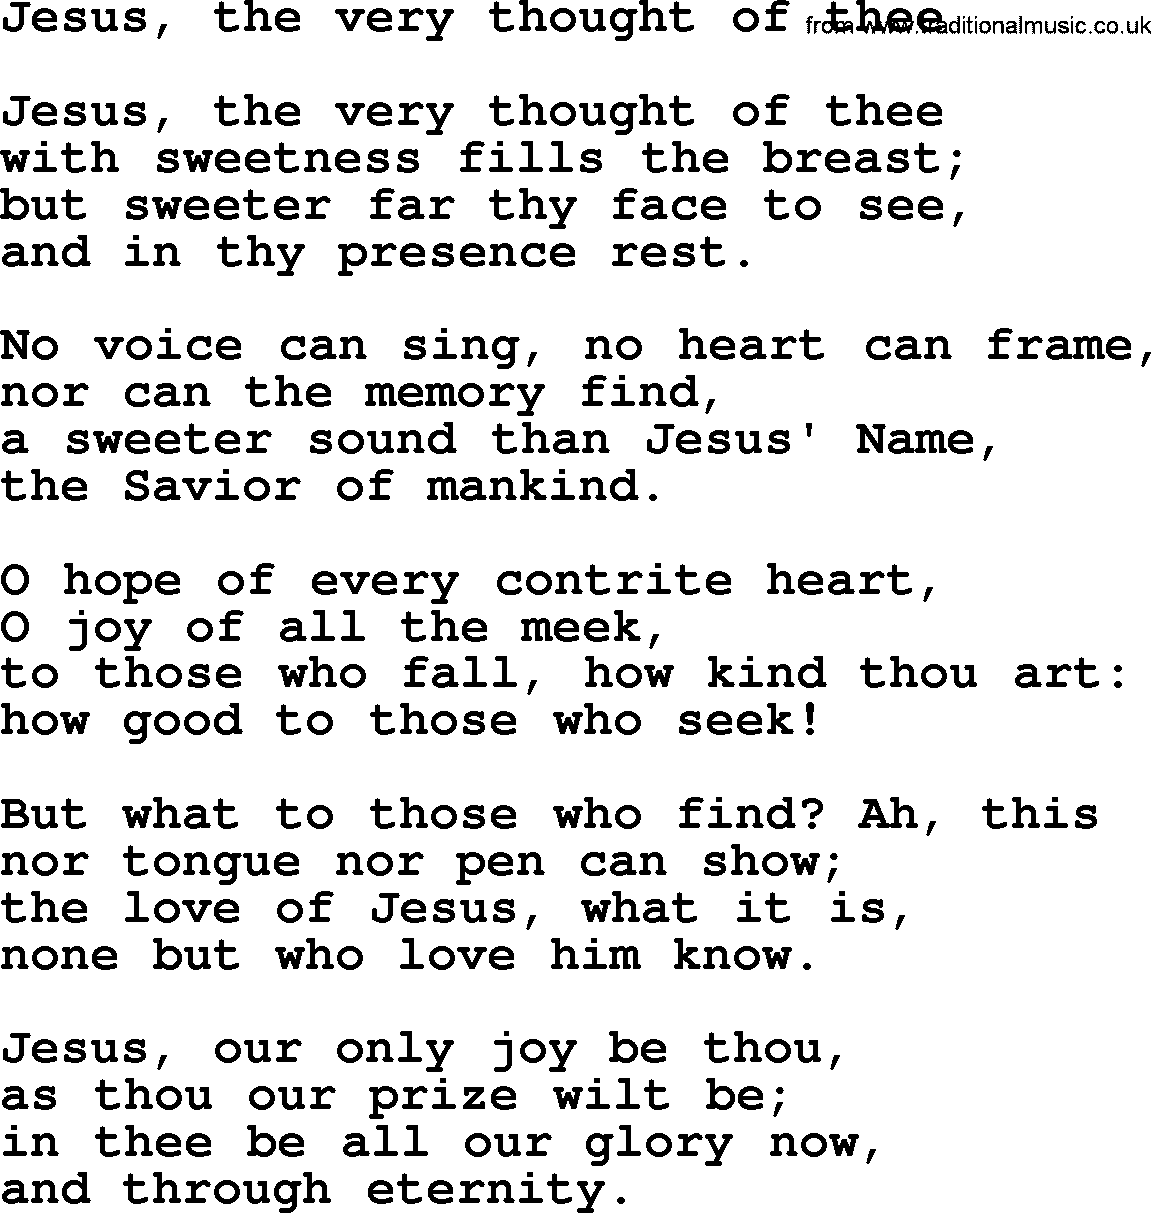 Jesus, the very thought of thee
from www.traditionalmusic.co.uk
Jesus, the very thought of thee
with sweetness fills the breast;
but sweeter far thy face to see,
and in thy presence rest.
No voice can sing, no heart can frame,
nor can the memory find,
a sweeter sound than Jesus' Name,
the Savior of mankind.
O hope of every contrite heart,
O joy of all the meek,
to those who fall, how kind thou art:
how good to those who seek!
But what to those who find? Ah, this
nor tongue nor pen can show;
the love of Jesus, what it is,
none but who love him know.
Jesus, our only joy be thou,
as thou our prize wilt be;
in thee be all our glory now,
and through eternity.